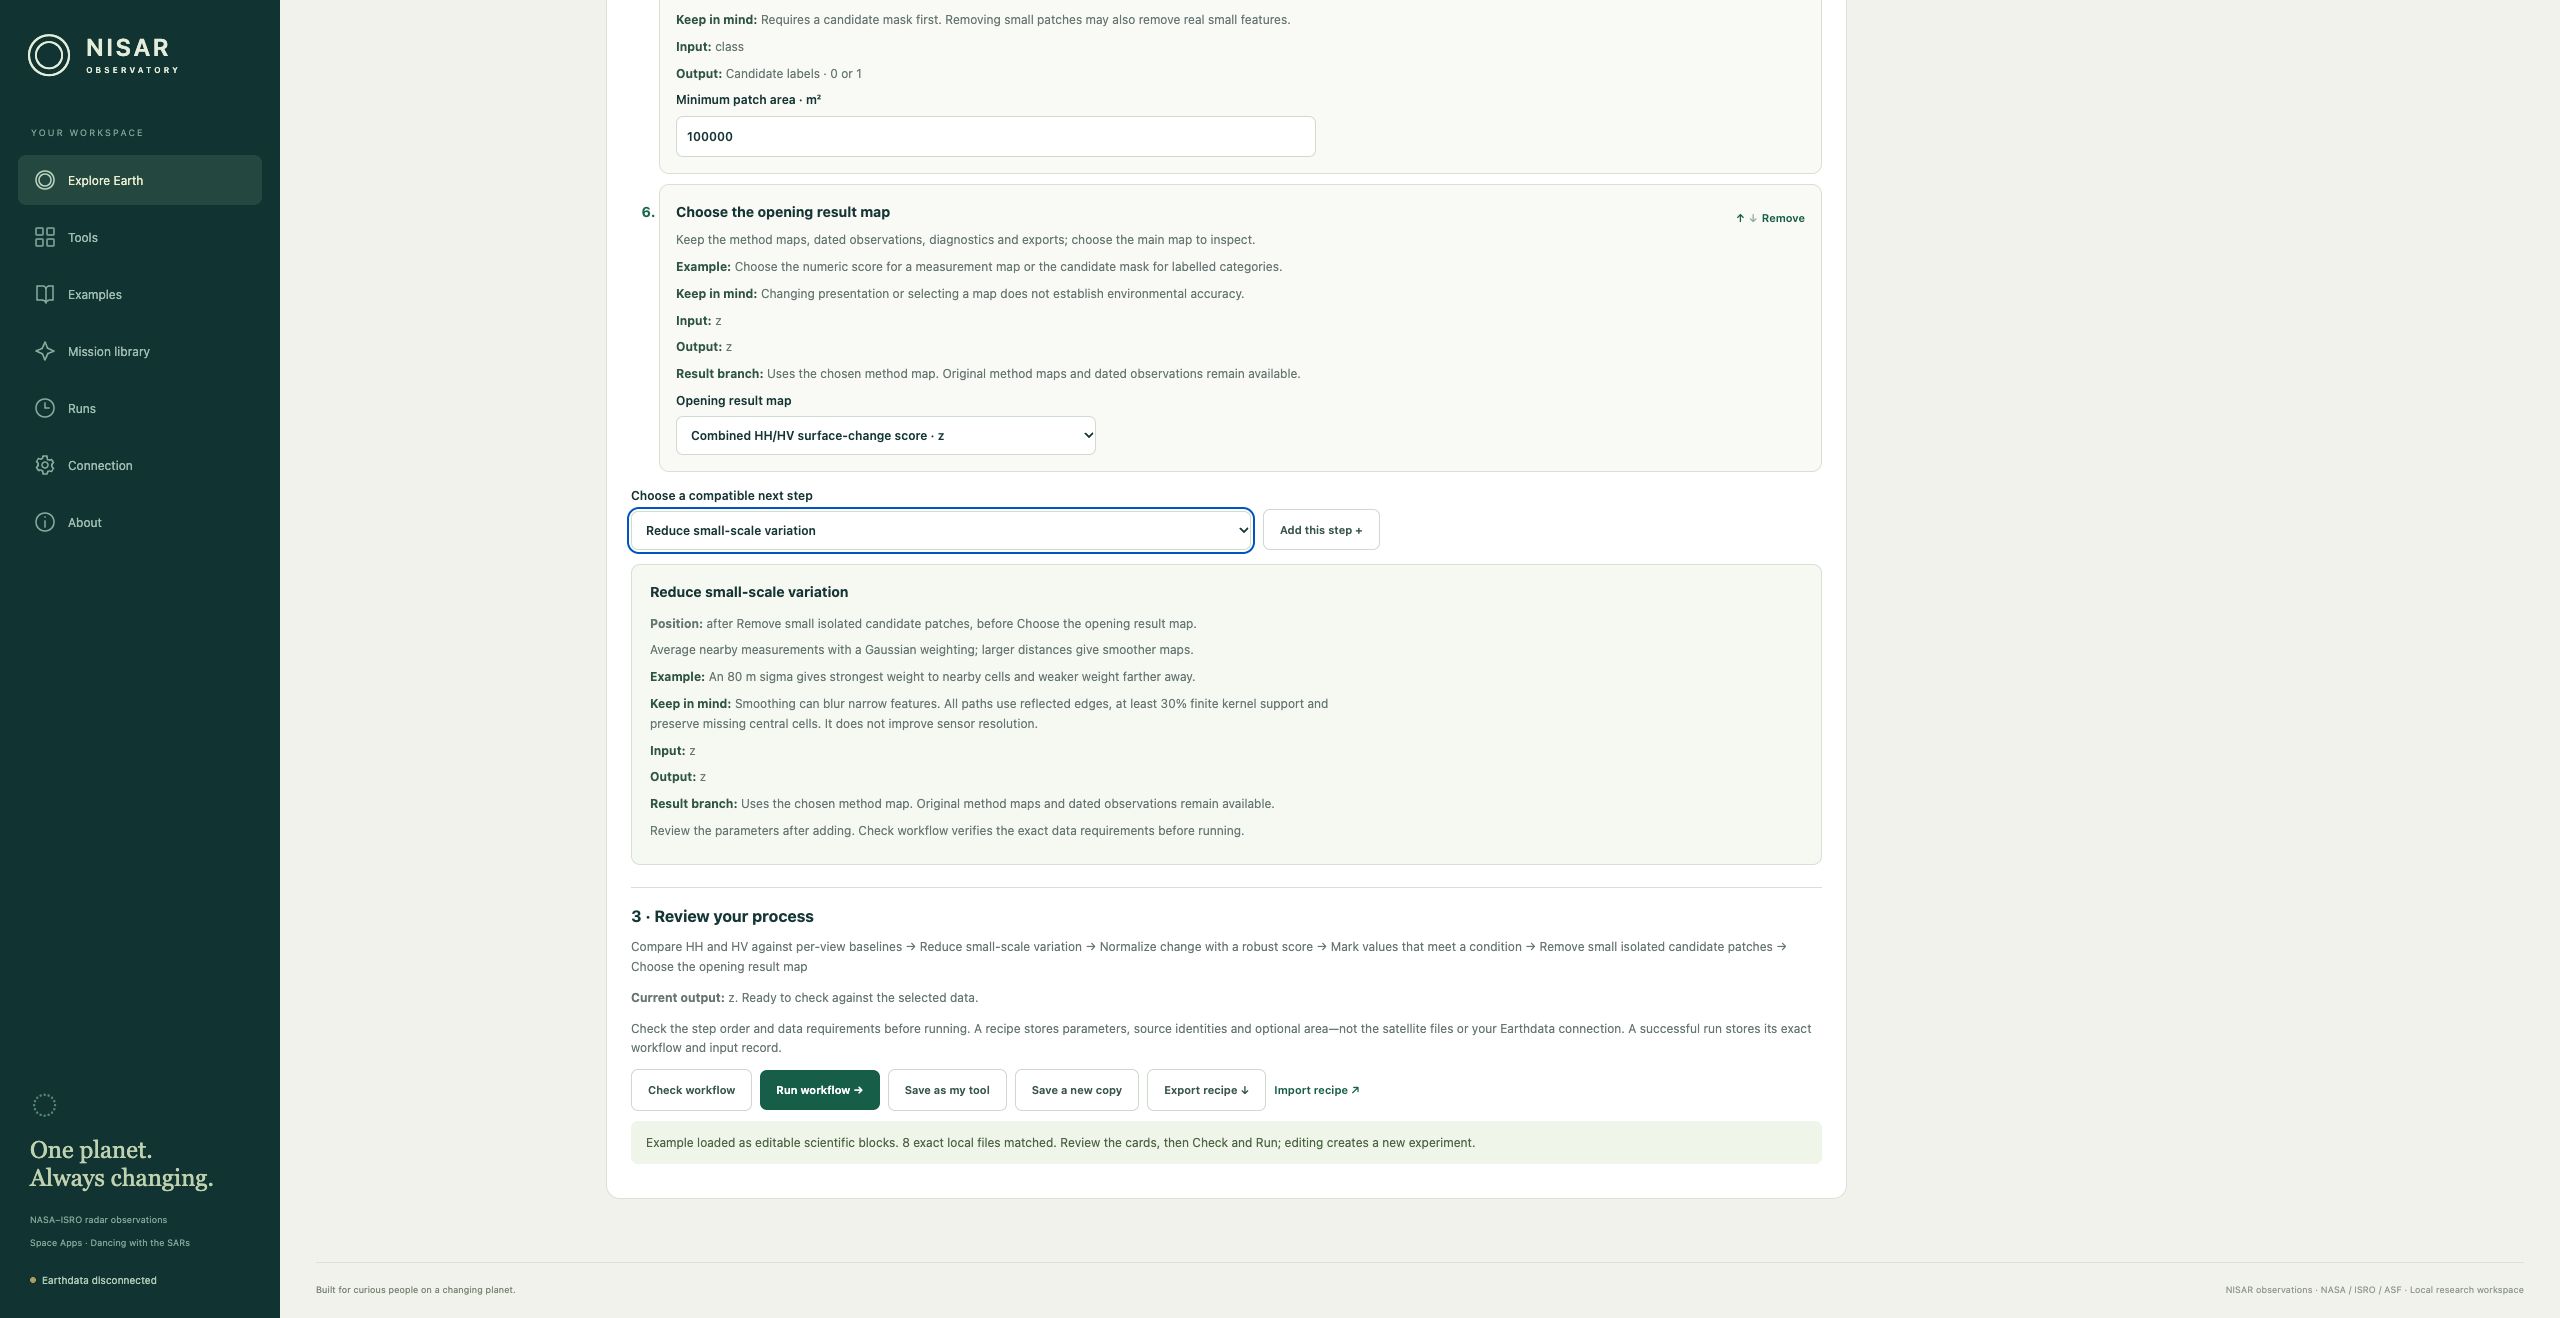 NISAR
OBSERVATORY
YOUR WORKSPACE
Explore Earth
Tools
Examples
Mission library
Runs
Connection
About
One planet.
Always changing.
NASA–ISRO radar observations
Space Apps · Dancing with the SARs
Earthdata disconnected
Keep in mind: Requires a candidate mask first. Removing small patches may also remove real small features.
Input: class
Output: Candidate labels · 0 or 1
Minimum patch area · m²
100000
6. Choose the opening result map
↑ ↓ Remove
Keep the method maps, dated observations, diagnostics and exports; choose the main map to inspect.
Example: Choose the numeric score for a measurement map or the candidate mask for labelled categories.
Keep in mind: Changing presentation or selecting a map does not establish environmental accuracy.
Input: z
Output: z
Result branch: Uses the chosen method map. Original method maps and dated observations remain available.
Opening result map
Combined HH/HV surface-change score · z
Choose a compatible next step
Reduce small-scale variation
Add this step +
Reduce small-scale variation
Position: after Remove small isolated candidate patches, before Choose the opening result map.
Average nearby measurements with a Gaussian weighting; larger distances give smoother maps.
Example: An 80 m sigma gives strongest weight to nearby cells and weaker weight farther away.
Keep in mind: Smoothing can blur narrow features. All paths use reflected edges, at least 30% finite kernel support and
preserve missing central cells. It does not improve sensor resolution.
Input: z
Output: z
Result branch: Uses the chosen method map. Original method maps and dated observations remain available.
Review the parameters after adding. Check workflow verifies the exact data requirements before running.
3 · Review your process
Compare HH and HV against per-view baselines → Reduce small-scale variation → Normalize change with a robust score → Mark values that meet a condition → Remove small isolated candidate patches →
Choose the opening result map
Current output: z. Ready to check against the selected data.
Check the step order and data requirements before running. A recipe stores parameters, source identities and optional area—not the satellite files or your Earthdata connection. A successful run stores its exact
workflow and input record.
Check workflow
Run workflow →
Save as my tool
Save a new copy
Export recipe ↓
Import recipe ↗
Example loaded as editable scientific blocks. 8 exact local files matched. Review the cards, then Check and Run; editing creates a new experiment.
Built for curious people on a changing planet.
NISAR observations · NASA / ISRO / ASF · Local research workspace